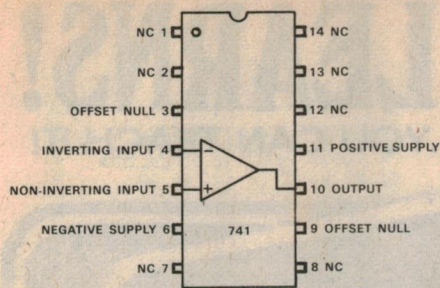 NC 1
14 NC
NC 2
13 NC
OFFSET NULL 3
12 NC
INVERTING INPUT 4
11 POSITIVE SUPPLY
NON-INVERTING INPUT 5
10 OUTPUT
NEGATIVE SUPPLY 6
741
9 OFFSET NULL
NC 7
8 NC